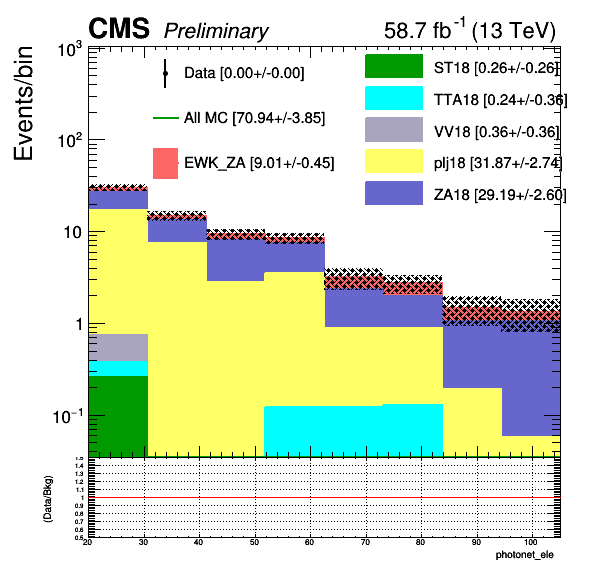 CMS Preliminary 58.7 fb⁻¹ (13 TeV)
Events/bin
10³
10²
10
1
10⁻¹
Data [0.00+/-0.00]
All MC [70.94+/-3.85]
EWK_ZA [9.01+/-0.45]
ST18 [0.26+/-0.26]
TTA18 [0.24+/-0.36]
VV18 [0.36+/-0.36]
plj18 [31.87+/-2.74]
ZA18 [29.19+/-2.60]
(Data/Bkg)
1.5
1.4
1.3
1.2
1.1
1
0.9
0.8
0.7
0.6
0.5
20 30 40 50 60 70 80 90 100
photonet_ele